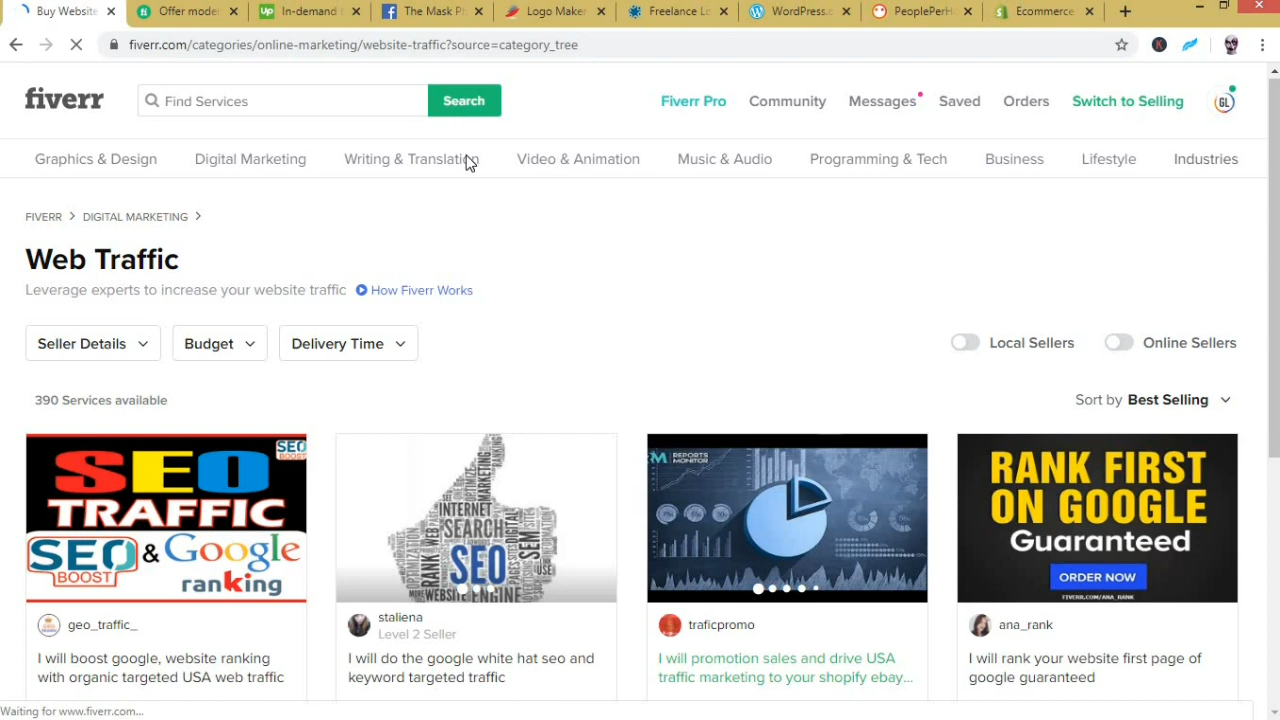 Buy Website
Offer mode
In-demand
The Mask P
Logo Maker
Freelance Lo
WordPress.c
PeoplePerH
Ecommerce
fiverr.com/categories/online-marketing/website-traffic?source=category_tree
fiverr
Find Services
Search
Fiverr Pro
Community
Messages
Saved
Orders
Switch to Selling
GL
Graphics & Design
Digital Marketing
Writing & Translation
Video & Animation
Music & Audio
Programming & Tech
Business
Lifestyle
Industries
FIVERR > DIGITAL MARKETING >
Web Traffic
Leverage experts to increase your website traffic
How Fiverr Works
Seller Details
Budget
Delivery Time
Local Sellers
Online Sellers
390 Services available
Sort by Best Selling
SEO BOOST
SEO
TRAFFIC
SEO BOOST & Google
ranking
INTERNET
SEARCH
SEO
REPORTS
MONITOR
RANK FIRST
ON GOOGLE
Guaranteed
ORDER NOW
FIVERR.COM/ANA_RANK
geo_traffic_
I will boost google, website ranking
with organic targeted USA web traffic
staliena
Level 2 Seller
I will do the google white hat seo and
keyword targeted traffic
traficpromo
I will promotion sales and drive USA
traffic marketing to your shopify ebay...
ana_rank
I will rank your website first page of
google guaranteed
Waiting for www.fiverr.com...